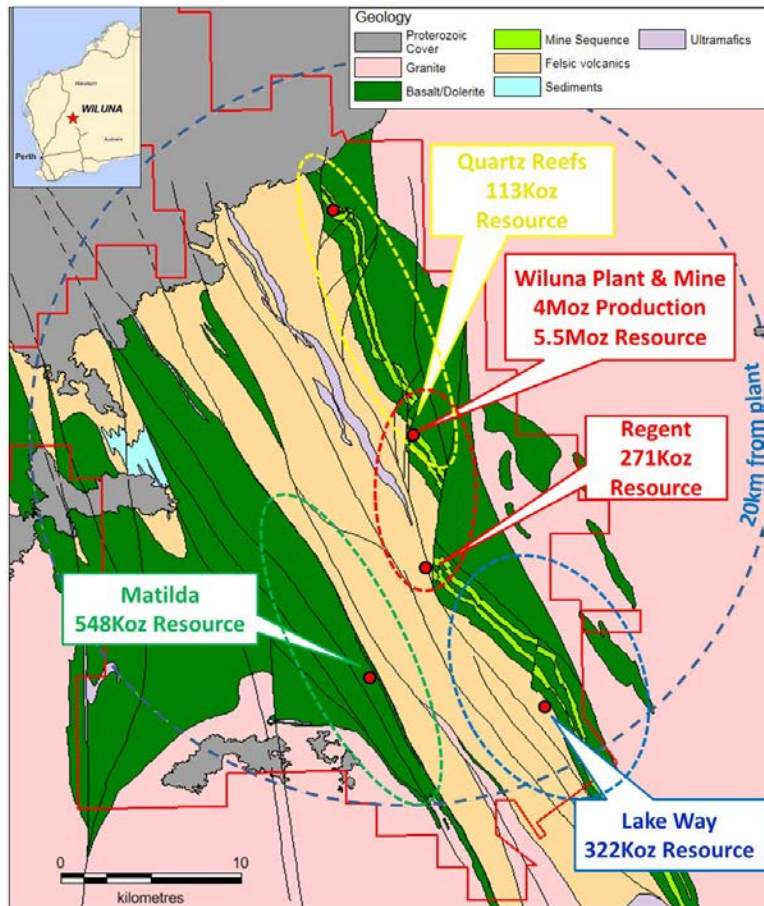 Geology
Proterozoic
Cover
Granite
Basalt/Dolerite
Mine Sequence
Felsic volcanics
Sediments
Ultramafics
Western
WILUNA
Australia
Perth
Quartz Reefs
113Koz
Resource
Wiluna Plant & Mine
4Moz Production
5.5Moz Resource
Regent
271Koz
Resource
20km from plant
Matilda
548Koz Resource
Lake Way
322Koz Resource
0 10
kilometres